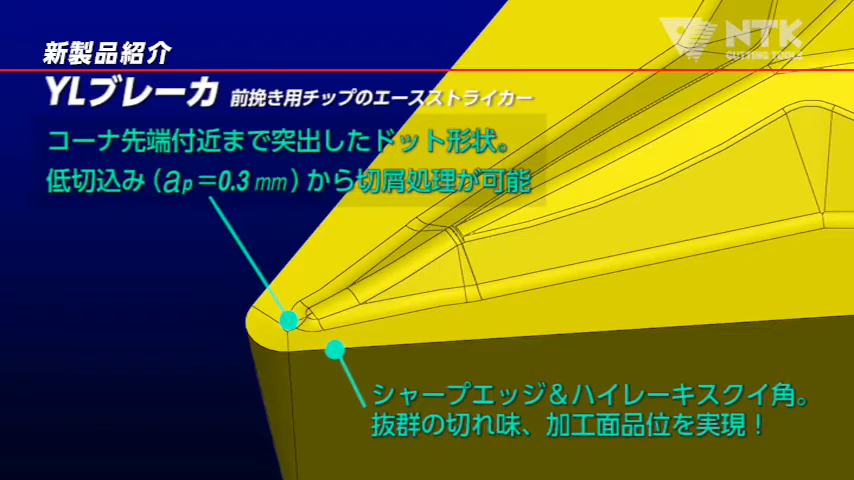 新製品紹介
NTK
CUTTING TOOLS
YLブレーカ 前挽き用チップのエースストライカー
コーナ先端付近まで突出したドット形状。
低切込み(ap=0.3mm)から切屑処理が可能
シャープエッジ&ハイレーキスクイ角。
抜群の切れ味、加工面品位を実現!